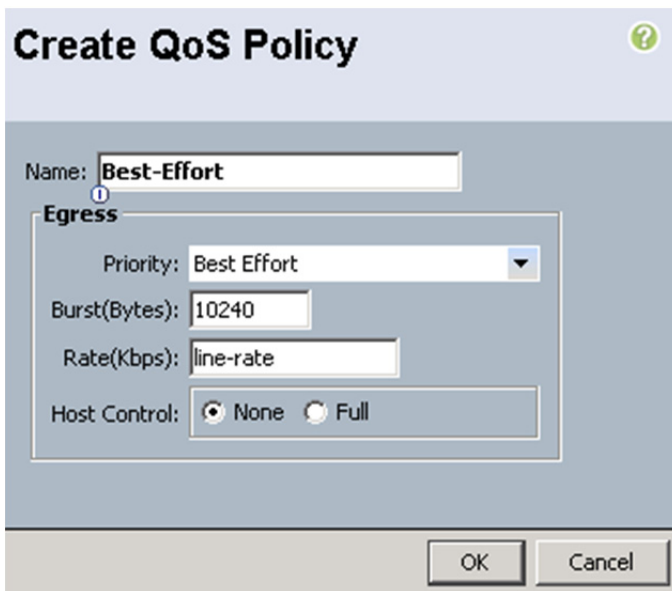 Create QoS Policy
Name: Best-Effort
Egress
Priority: Best Effort
Burst(Bytes): 10240
Rate(Kbps): line-rate
Host Control: None Full
OK Cancel